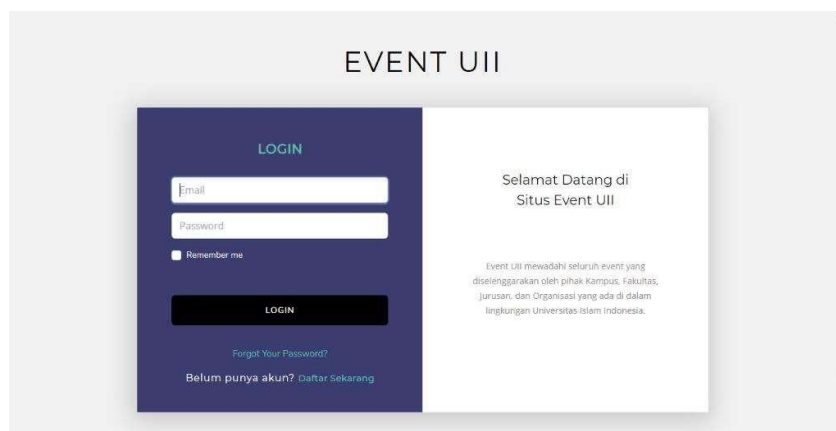 EVENT UII
LOGIN
Email
Password
Remember me
LOGIN
Forgot Your Password?
Belum punya akun? Daftar Sekarang
Selamat Datang di
Situs Event UII
Event UII mewadahi seluruh event yang
diselenggarakan oleh pihak Kampus, Fakultas,
Jurusan, dan Organisasi yang ada di dalam
lingkungan Universitas Islam Indonesia.